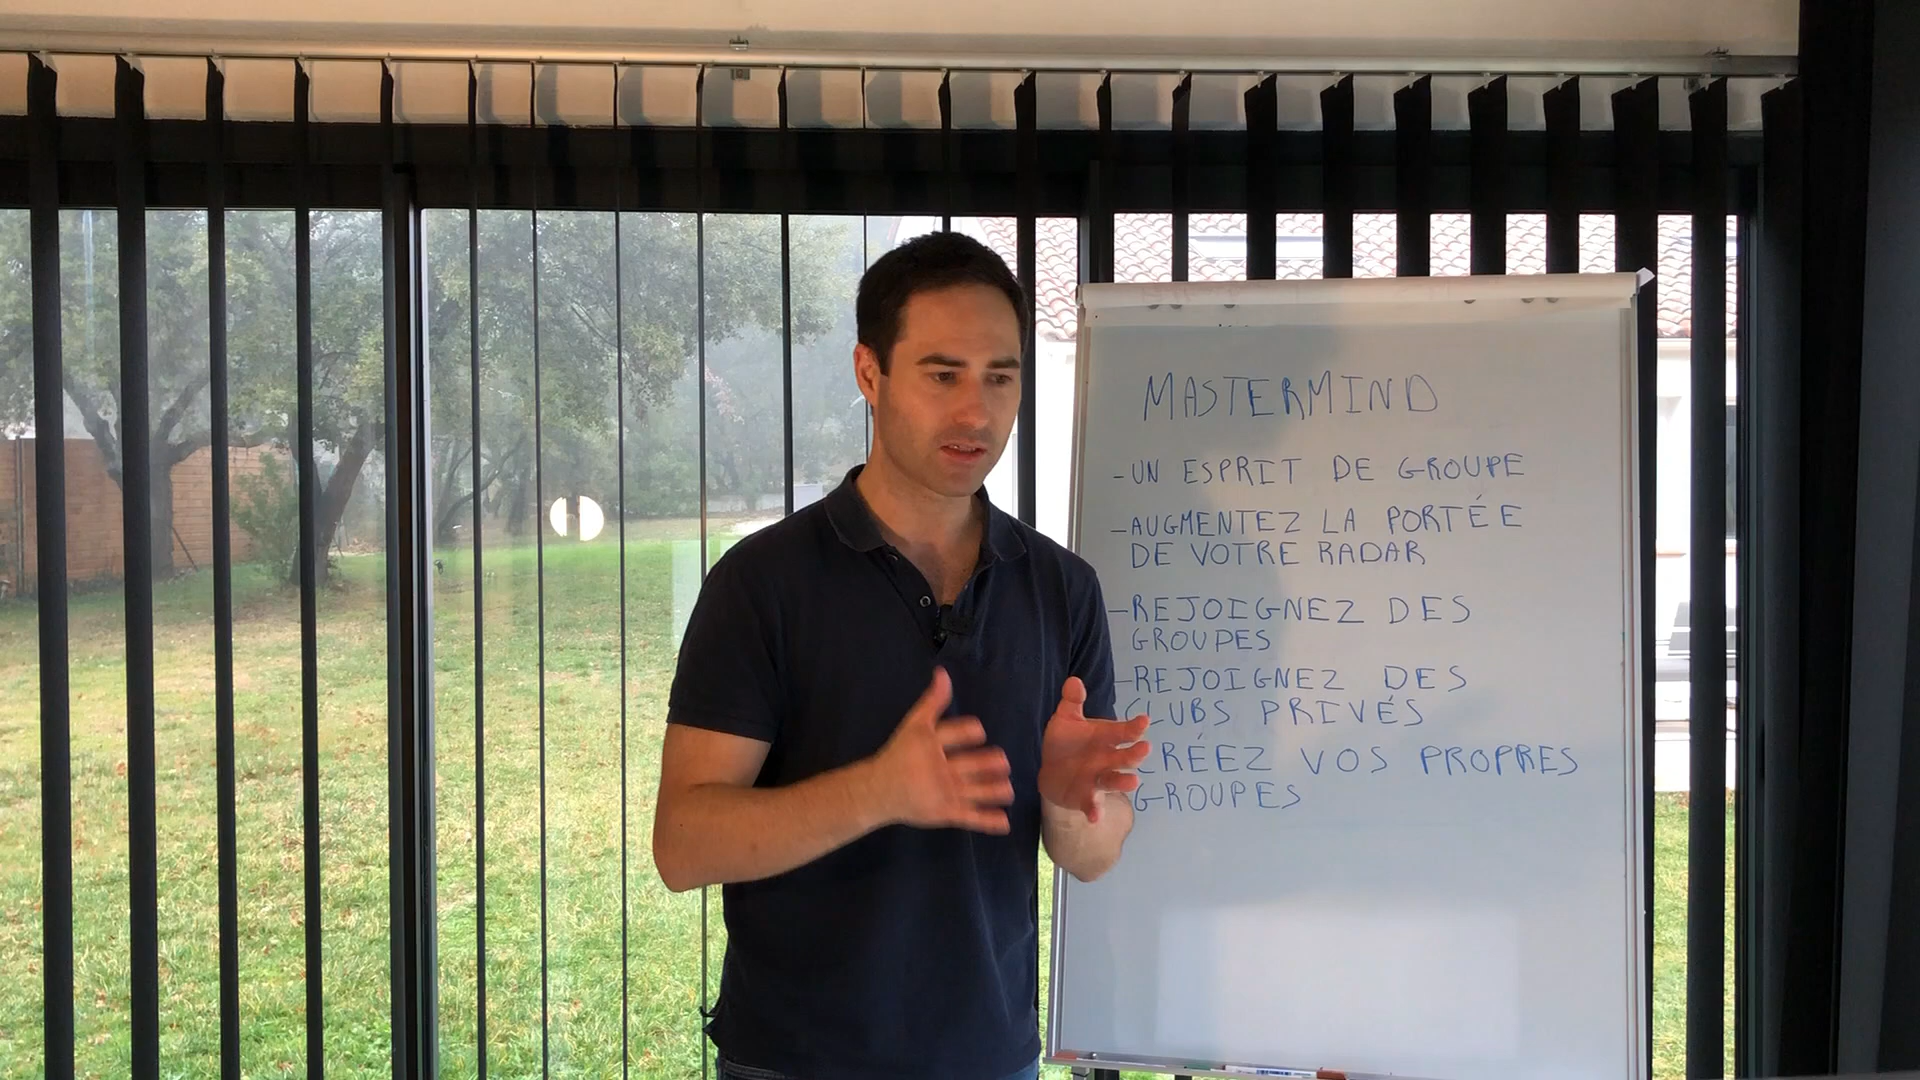 MASTERMIND
-UN ESPRIT DE GROUPE
-AUGMENTEZ LA PORTÉE
DE VOTRE RADAR
-REJOIGNEZ DES
GROUPES
-REJOIGNEZ DES
CLUBS PRIVÉS
CRÉEZ VOS PROPRES
GROUPES